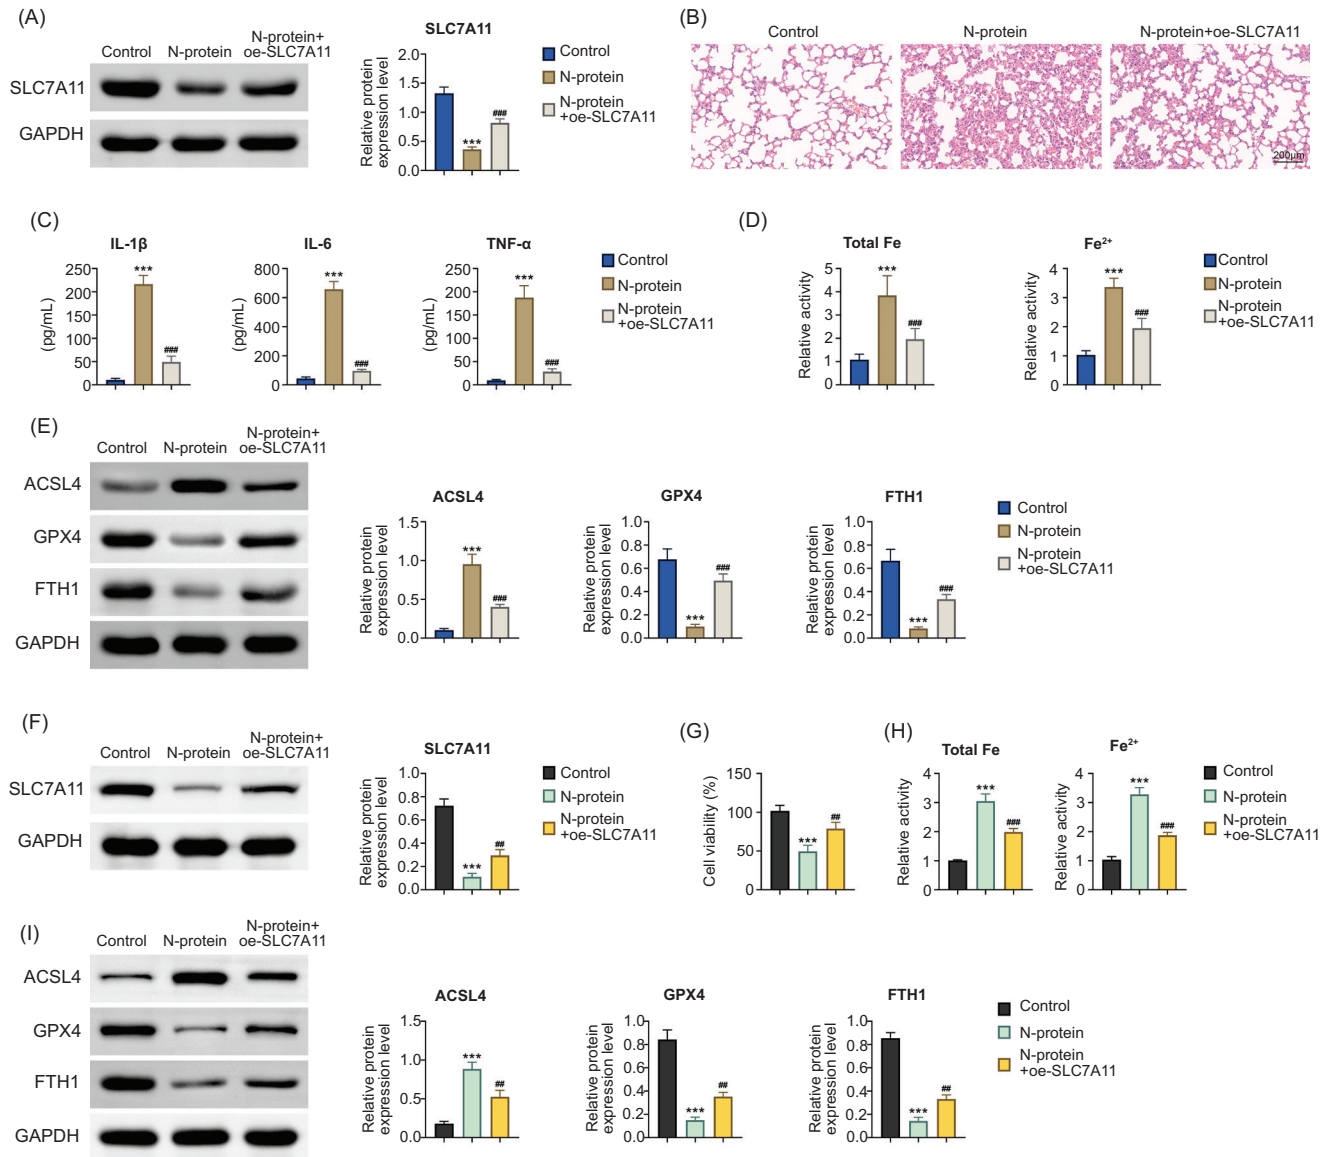 (A)
Control
N-protein
N-protein+
oe-SLC7A11
SLC7A11
GAPDH
SLC7A11
Relative protein
expression level
2.0
1.5
1.0
0.5
0.0
***
###
Control
N-protein
N-protein
+oe-SLC7A11
(B)
Control
N-protein
N-protein+oe-SLC7A11
200μm
(C)
IL-1β
(pg/mL)
250
200
150
100
50
0
***
###
IL-6
(pg/mL)
800
600
400
200
0
***
###
TNF-α
(pg/mL)
250
200
150
100
50
0
***
###
Control
N-protein
N-protein
+oe-SLC7A11
(D)
Total Fe
Relative activity
5
4
3
2
1
0
***
###
Fe²⁺
Relative activity
4
3
2
1
0
***
###
Control
N-protein
N-protein
+oe-SLC7A11
(E)
Control
N-protein
N-protein+
oe-SLC7A11
ACSL4
GPX4
FTH1
GAPDH
ACSL4
Relative protein
expression level
1.5
1.0
0.5
0.0
***
###
GPX4
Relative protein
expression level
1.0
0.8
0.6
0.4
0.2
0.0
***
###
FTH1
Relative protein
expression level
1.0
0.8
0.6
0.4
0.2
0.0
***
###
Control
N-protein
N-protein
+oe-SLC7A11
(F)
Control
N-protein
N-protein+
oe-SLC7A11
SLC7A11
GAPDH
SLC7A11
Relative protein
expression level
1.0
0.8
0.6
0.4
0.2
0.0
***
##
Control
N-protein
N-protein
+oe-SLC7A11
(G)
Cell viability (%)
150
100
50
0
***
##
(H)
Total Fe
Relative activity
4
3
2
1
0
***
###
Fe²⁺
Relative activity
4
3
2
1
0
***
###
Control
N-protein
N-protein
+oe-SLC7A11
(I)
Control
N-protein
N-protein+
oe-SLC7A11
ACSL4
GPX4
FTH1
GAPDH
ACSL4
Relative protein
expression level
1.5
1.0
0.5
0.0
***
##
GPX4
Relative protein
expression level
1.0
0.8
0.6
0.4
0.2
0.0
***
##
FTH1
Relative protein
expression level
1.0
0.8
0.6
0.4
0.2
0.0
***
##
Control
N-protein
N-protein
+oe-SLC7A11